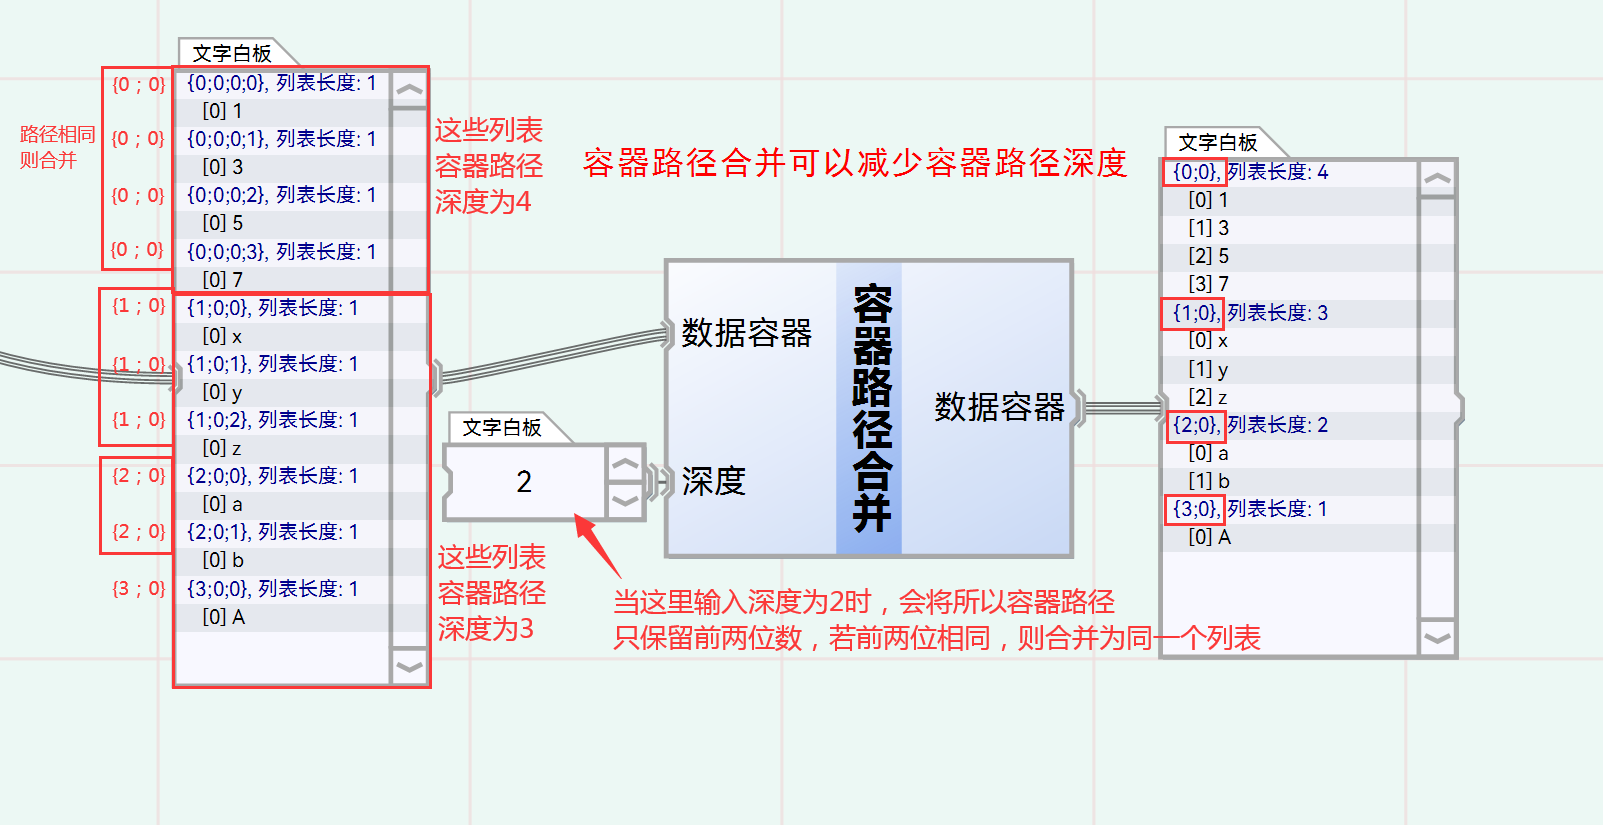 文字白板
{0;0;0;0}, 列表长度: 1
[0] 1
{0;0;0;1}, 列表长度: 1
[0] 3
{0;0;0;2}, 列表长度: 1
[0] 5
{0;0;0;3}, 列表长度: 1
[0] 7
{1;0;0}, 列表长度: 1
[0] x
{1;0;1}, 列表长度: 1
[0] y
{1;0;2}, 列表长度: 1
[0] z
{2;0;0}, 列表长度: 1
[0] a
{2;0;1}, 列表长度: 1
[0] b
{3;0;0}, 列表长度: 1
[0] A
路径相同
则合并
{0 ; 0}
{0 ; 0}
{0 ; 0}
{0 ; 0}
{1 ; 0}
{1 ; 0}
{1 ; 0}
{2 ; 0}
{2 ; 0}
{3 ; 0}
这些列表
容器路径
深度为4
这些列表
容器路径
深度为3
容器路径合并可以减少容器路径深度
文字白板
2
数据容器
深度
容器路径合并
数据容器
当这里输入深度为2时，会将所以容器路径
只保留前两位数，若前两位相同，则合并为同一个列表
文字白板
{0;0}, 列表长度: 4
[0] 1
[1] 3
[2] 5
[3] 7
{1;0}, 列表长度: 3
[0] x
[1] y
[2] z
{2;0}, 列表长度: 2
[0] a
[1] b
{3;0}, 列表长度: 1
[0] A